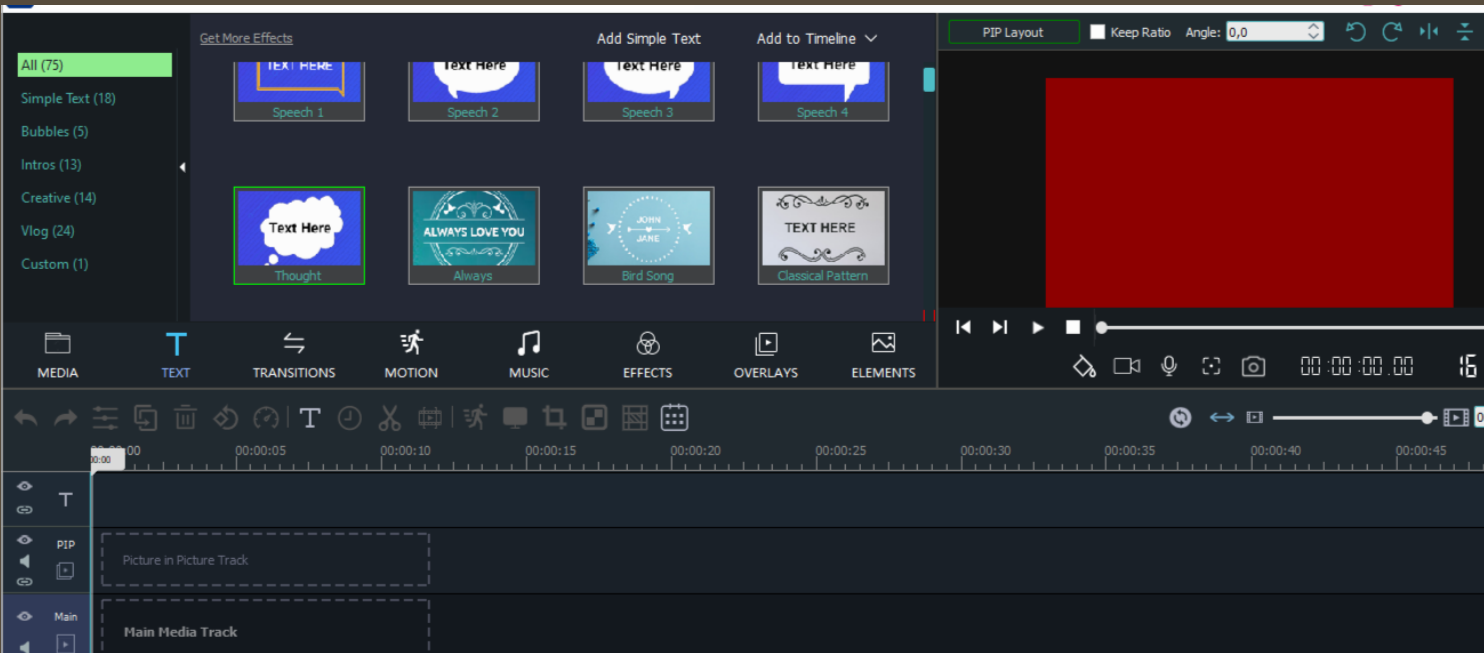 Get More Effects
Add Simple Text
Add to Timeline
PIP Layout
Keep Ratio
Angle: 0,0
All (75)
Simple Text (18)
Bubbles (5)
Intros (13)
Creative (14)
Vlog (24)
Custom (1)
TEXT HERE
Text Here
Text Here
Text Here
Speech 1
Speech 2
Speech 3
Speech 4
Text Here
ALWAYS LOVE YOU
JOHN
JANE
TEXT HERE
Thought
Always
Bird Song
Classical Pattern
MEDIA
TEXT
TRANSITIONS
MOTION
MUSIC
EFFECTS
OVERLAYS
ELEMENTS
00:00:00.00
16
00:00
00:00:05
00:00:10
00:00:15
00:00:20
00:00:25
00:00:30
00:00:35
00:00:40
00:00:45
T
PIP
Picture in Picture Track
Main
Main Media Track